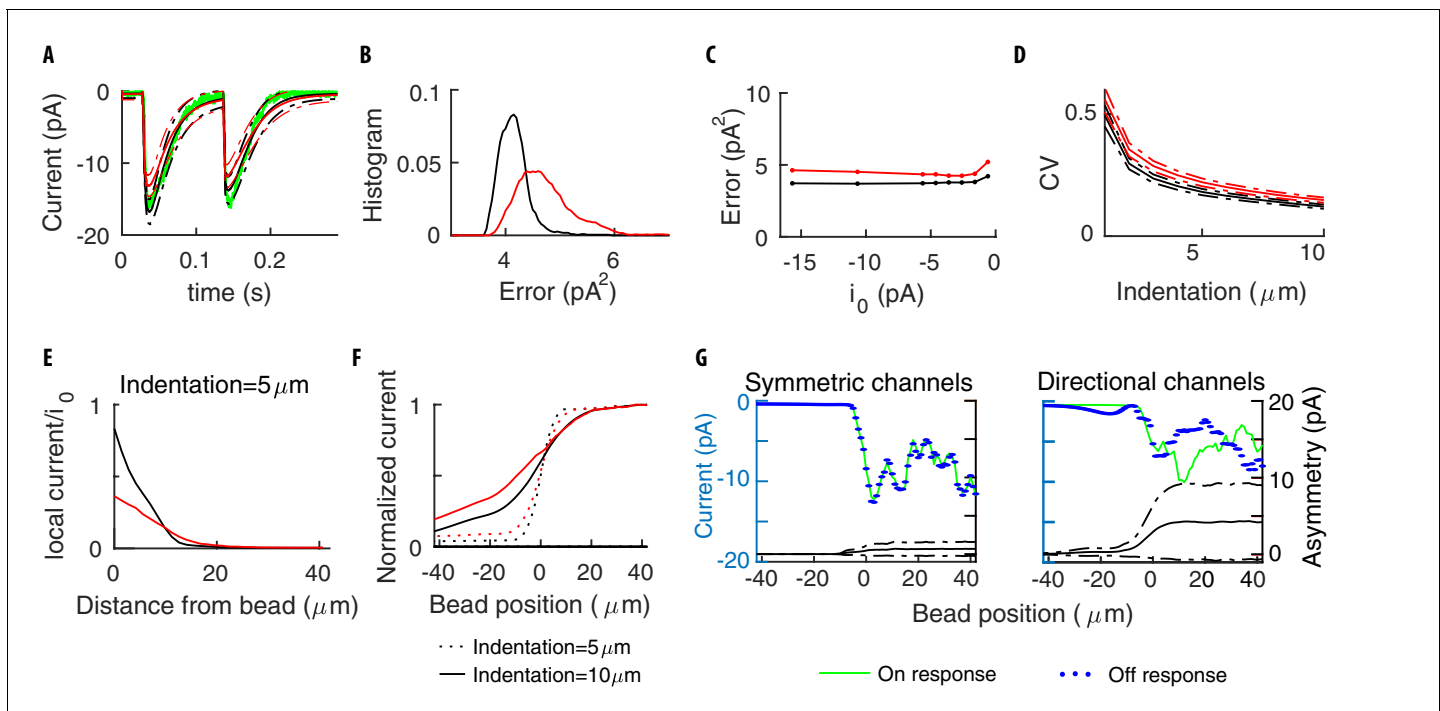 A
Current (pA)
0
-10
-20
0
0.1
0.2
time (s)
B
Histogram
0.1
0.05
0
4
6
Error (pA²)
C
Error (pA²)
10
5
0
-15
-10
-5
0
i₀ (pA)
D
CV
0.5
0
5
10
Indentation (μm)
E
Indentation=5μm
local current/i₀
1
0
0
20
40
Distance from bead (μm)
F
Normalized current
1
0
-40
-20
0
20
40
Bead position (μm)
Indentation=5μm
Indentation=10μm
G
Symmetric channels
Directional channels
Current (pA)
0
-10
-20
-40
-20
0
20
40
-40
-20
0
20
40
20
10
0
Asymmetry (pA)
Bead position (μm)
On response
Off response